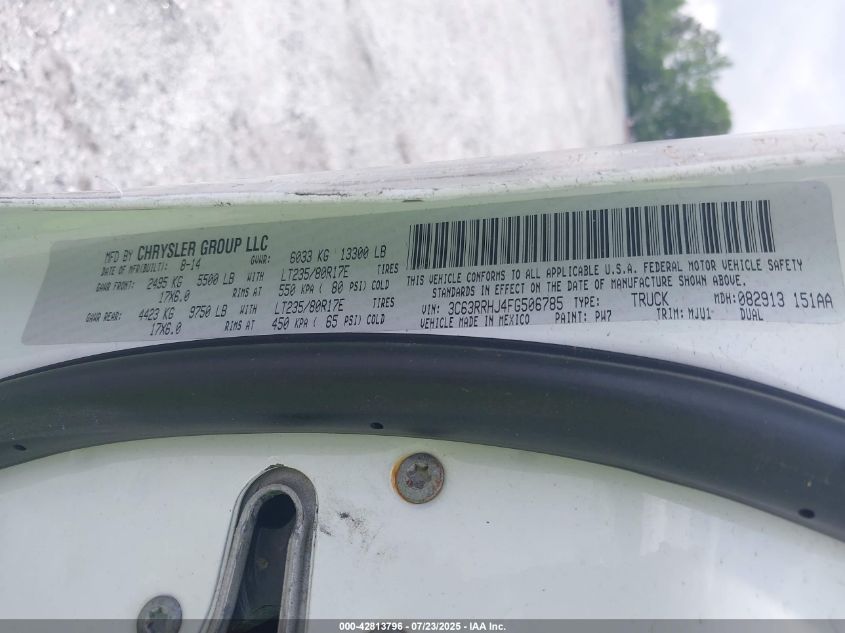 MFD BY CHRYSLER GROUP LLC
DATE OF MFR(BUILT): 8-14 GVWR: 6033 KG 13300 LB
GAWR FRONT: 2495 KG 5500 LB WITH LT235/80R17E TIRES
17X6.0 RIMS AT 550 KPA ( 80 PSI) COLD
GAWR REAR: 4423 KG 9750 LB WITH LT235/80R17E TIRES
17X6.0 RIMS AT 450 KPA ( 65 PSI) COLD
THIS VEHICLE CONFORMS TO ALL APPLICABLE U.S.A. FEDERAL MOTOR VEHICLE SAFETY
STANDARDS IN EFFECT ON THE DATE OF MANUFACTURE SHOWN ABOVE.
VIN: 3C63RRHJ4FG506785 TYPE: TRUCK MDH:082913 151AA
VEHICLE MADE IN MEXICO PAINT: PW7 TRIM: MJU1 DUAL
000-42813796 - 07/23/2025 - IAA Inc.